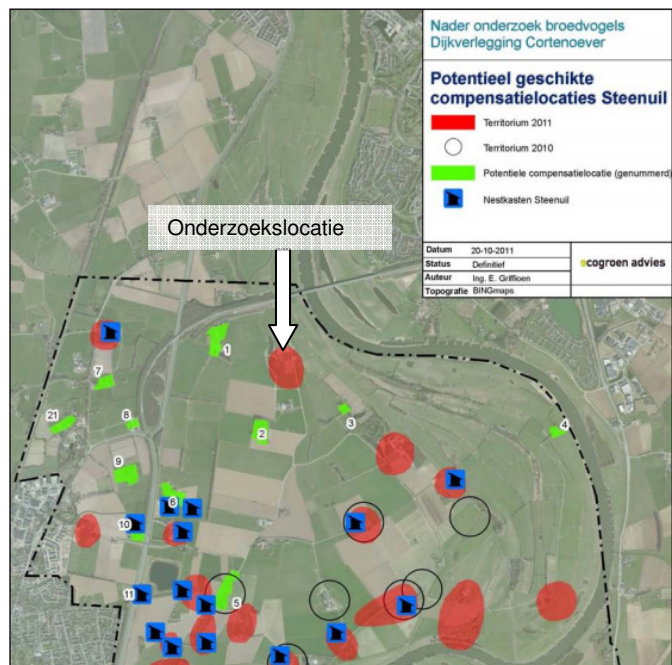 Nader onderzoek broedvogels
Dijkverlegging Cortenoever
Potentieel geschikte
compensatielocaties Steenuil
Territorium 2011
Territorium 2010
Potentiele compensatielocatie (genummerd)
Nestkasten Steenuil
Datum 20-10-2011
Status Definitief
Auteur Ing. E. Griffioen
Topografie BINGmaps
ecogroen advies
Onderzoekslocatie
1
7
21
8
2
3
4
9
6
10
11
5